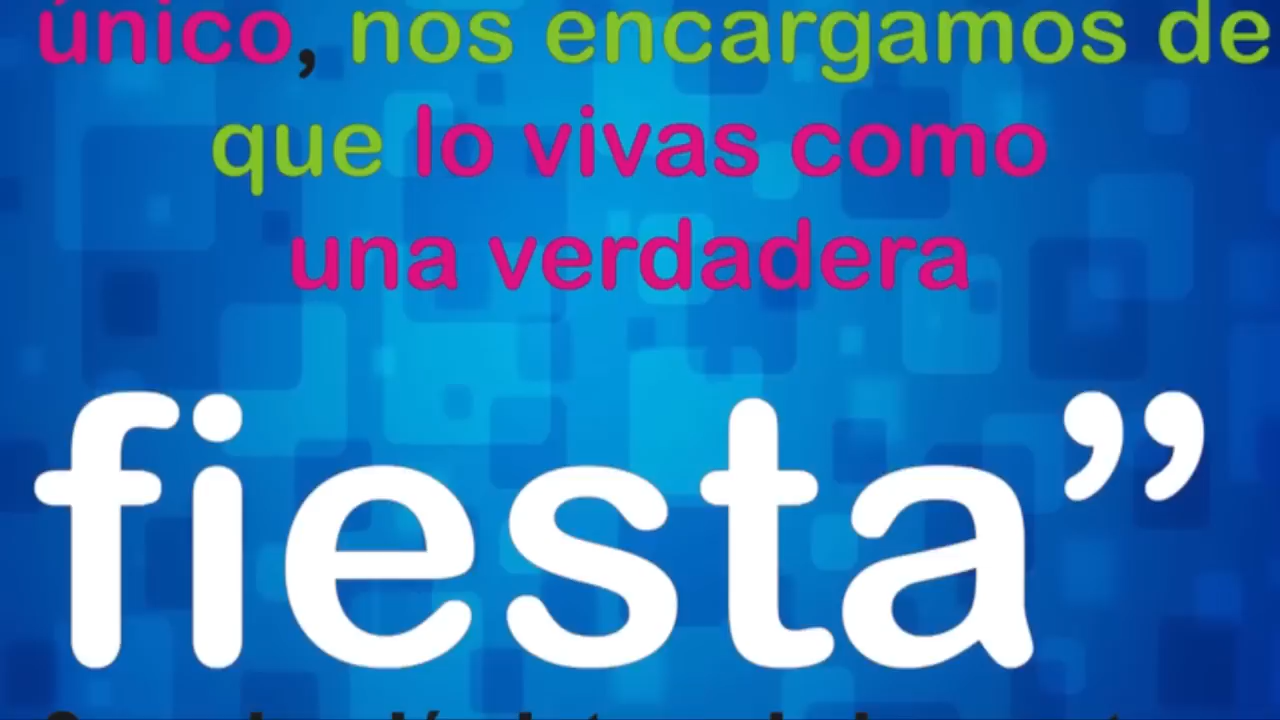 único, nos encargamos de
que lo vivas como
una verdadera
fiesta”